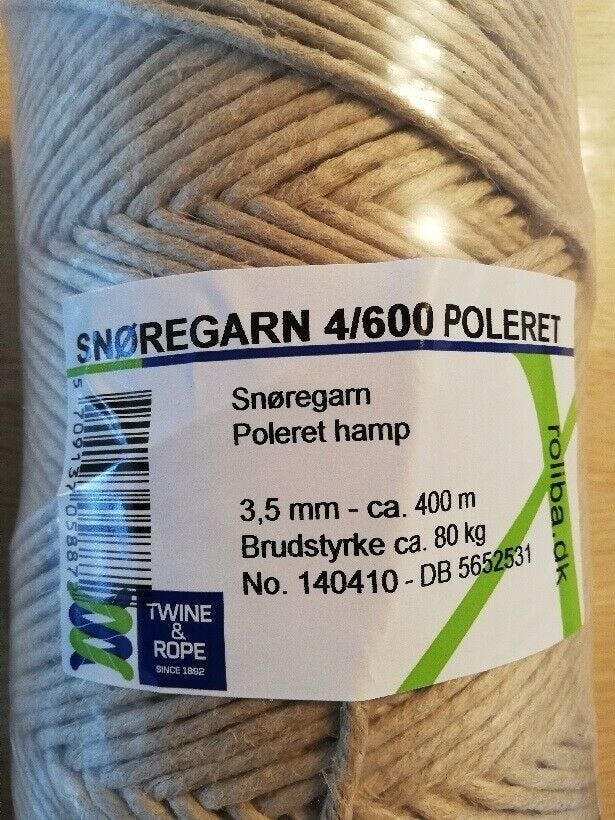 SNØREGARN 4/600 POLERET
Snøregarn
Poleret hamp
3,5 mm - ca. 400 m
Brudstyrke ca. 80 kg
No. 140410 - DB 5652531
roliba.dk
TWINE
&
ROPE
SINCE 1892